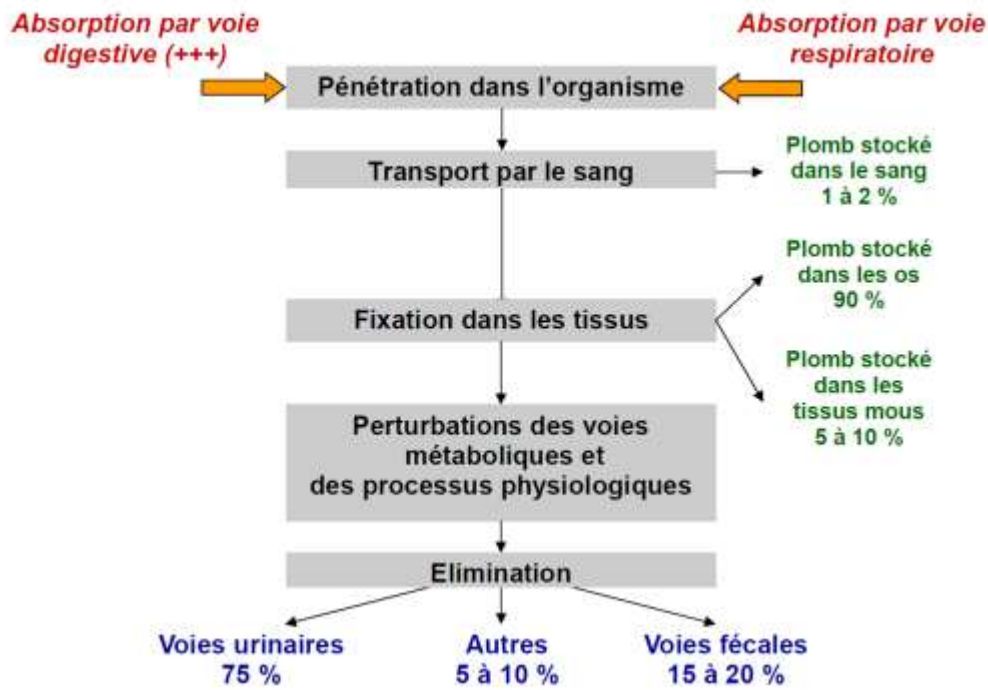 Absorption par voie
digestive (+++)
Absorption par voie
respiratoire
Pénétration dans l'organisme
Transport par le sang
Plomb stocké
dans le sang
1 à 2 %
Plomb stocké
dans les os
90 %
Fixation dans les tissus
Plomb stocké
dans les
tissus mous
5 à 10 %
Perturbations des voies
métaboliques et
des processus physiologiques
Elimination
Voies urinaires
75 %
Autres
5 à 10 %
Voies fécales
15 à 20 %